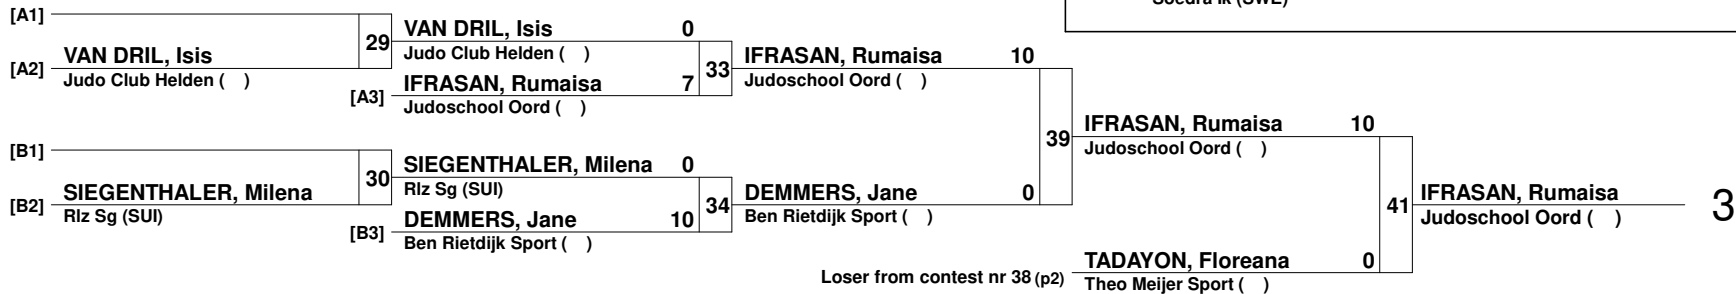 Soedra Ik (SWE)
[A1]
VAN DRIL, Isis 0
29
VAN DRIL, Isis
Judo Club Helden ( )
[A2]
Judo Club Helden ( )
33
IFRASAN, Rumaisa 10
[A3]
IFRASAN, Rumaisa 7
Judoschool Oord ( )
Judoschool Oord ( )
39
IFRASAN, Rumaisa 10
Judoschool Oord ( )
[B1]
SIEGENTHALER, Milena 0
30
SIEGENTHALER, Milena
Rlz Sg (SUI)
[B2]
Rlz Sg (SUI)
34
DEMMERS, Jane 0
[B3]
DEMMERS, Jane 10
Ben Rietdijk Sport ( )
Ben Rietdijk Sport ( )
41
IFRASAN, Rumaisa
3
Judoschool Oord ( )
Loser from contest nr 38 (p2)
TADAYON, Floreana 0
Theo Meijer Sport ( )